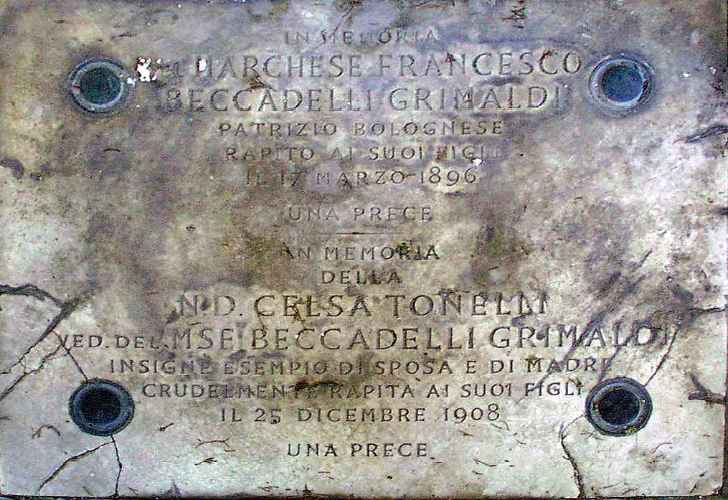 IN MEMORIA
DEL MARCHESE FRANCESCO
BECCADELLI GRIMALDI
PATRIZIO BOLOGNESE
RAPITO AI SUOI FIGLI
IL 17 MARZO 1896
UNA PRECE
IN MEMORIA
DELLA
N.D. CELSA TONELLI
VED. DEL MSE BECCADELLI GRIMALDI
INSIGNE ESEMPIO DI SPOSA E DI MADRE
CRUDELMENTE RAPITA AI SUOI FIGLI
IL 25 DICEMBRE 1908
UNA PRECE